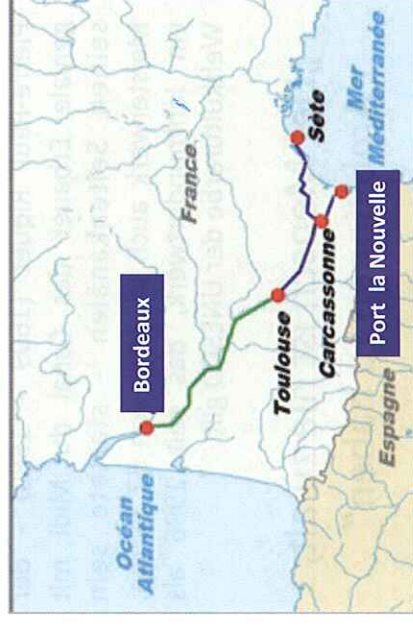 Océan
Atlantique
Bordeaux
France
Toulouse
Carcassonne
Sète
Mer
Méditerranée
Port la Nouvelle
Espagne